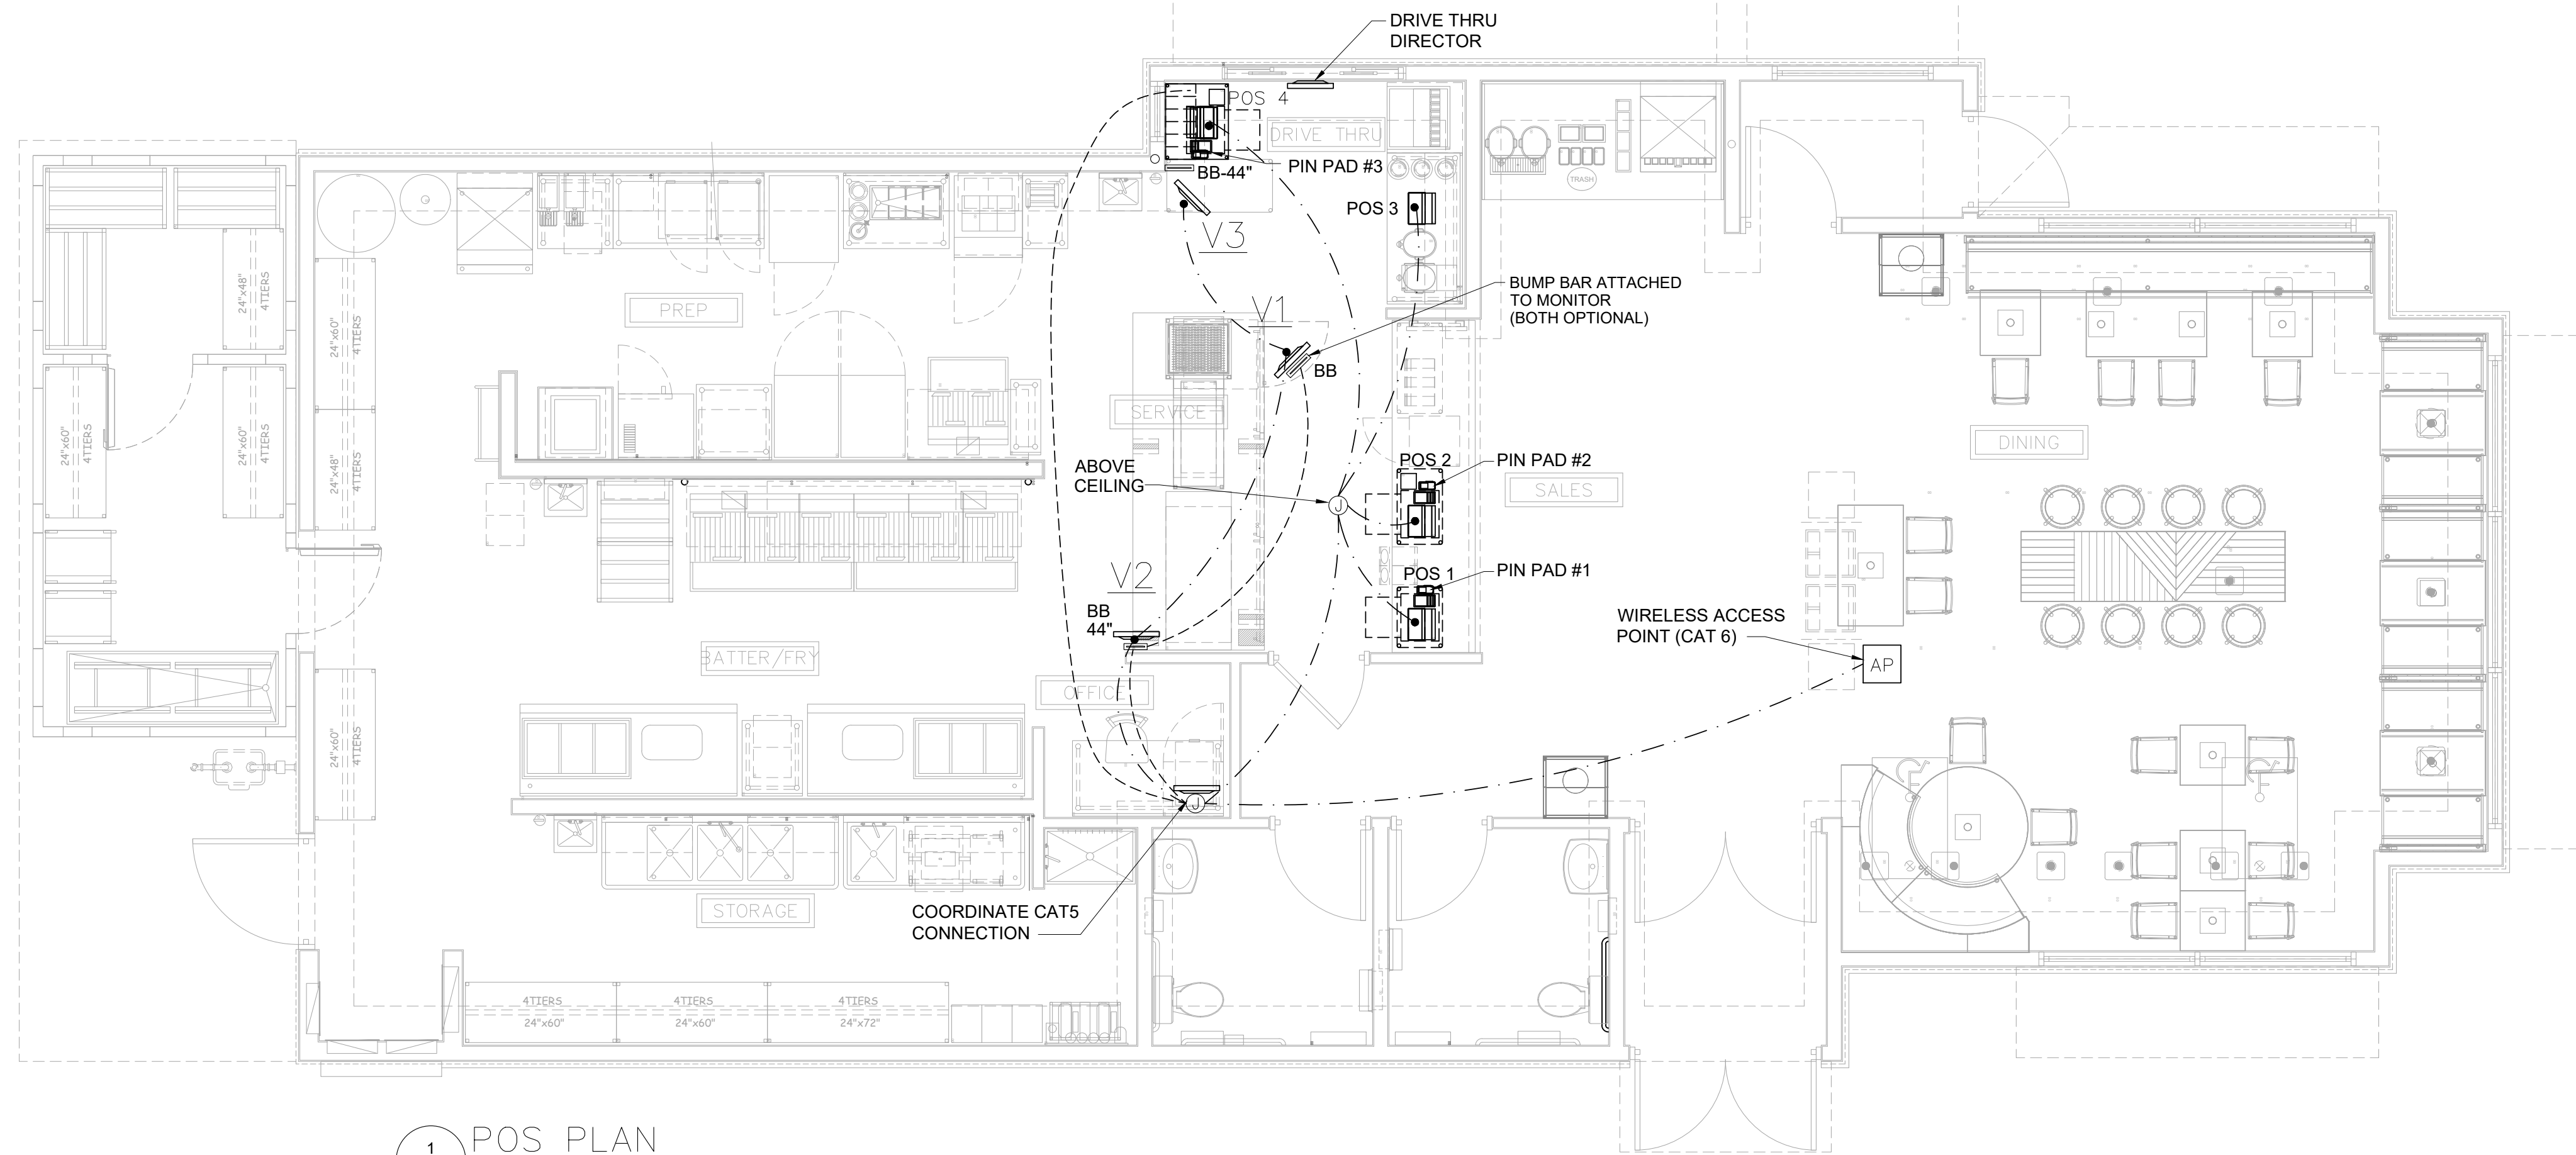 DRIVE THRU
DIRECTOR
POS 4
DRIVE THRU
PIN PAD #3
BB-44"
TRASH
POS 3
V3
24"x48"
4TIERS
24"x60"
4TIERS
PREP
BUMP BAR ATTACHED
TO MONITOR
(BOTH OPTIONAL)
V1
BB
SERVICE
24"x60"
4TIERS
24"x60"
4TIERS
24"x48"
4TIERS
DINING
ABOVE
CEILING
J
POS 2
PIN PAD #2
SALES
POS 1
PIN PAD #1
V2
BB
44"
WIRELESS ACCESS
POINT (CAT 6)
AP
BATTER/FRY
OFFICE
24"x60"
4TIERS
J
COORDINATE CAT5
CONNECTION
STORAGE
4TIERS
24"x60"
4TIERS
24"x60"
4TIERS
24"x72"
1
POS PLAN